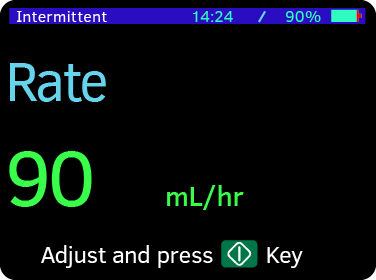 Intermittent 14:24 / 90%
Rate
90 mL/hr
Adjust and press Key